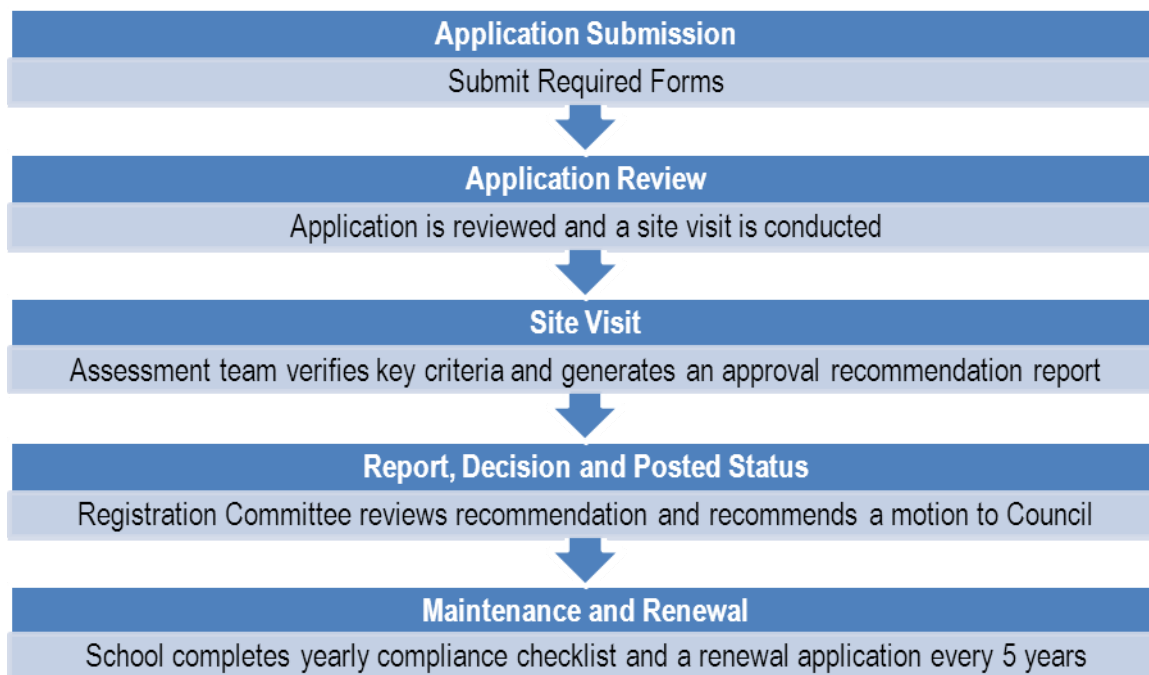 Application Submission
Submit Required Forms
Application Review
Application is reviewed and a site visit is conducted
Site Visit
Assessment team verifies key criteria and generates an approval recommendation report
Report, Decision and Posted Status
Registration Committee reviews recommendation and recommends a motion to Council
Maintenance and Renewal
School completes yearly compliance checklist and a renewal application every 5 years